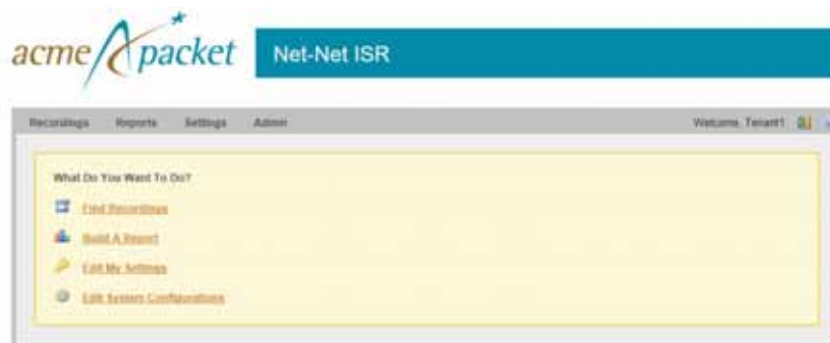 acme packet
Net-Net ISR
Recordings Reports Settings Admin
Welcome, Tenant1
What Do You Want To Do?
Find Recordings
Build A Report
Edit My Settings
Edit System Configurations